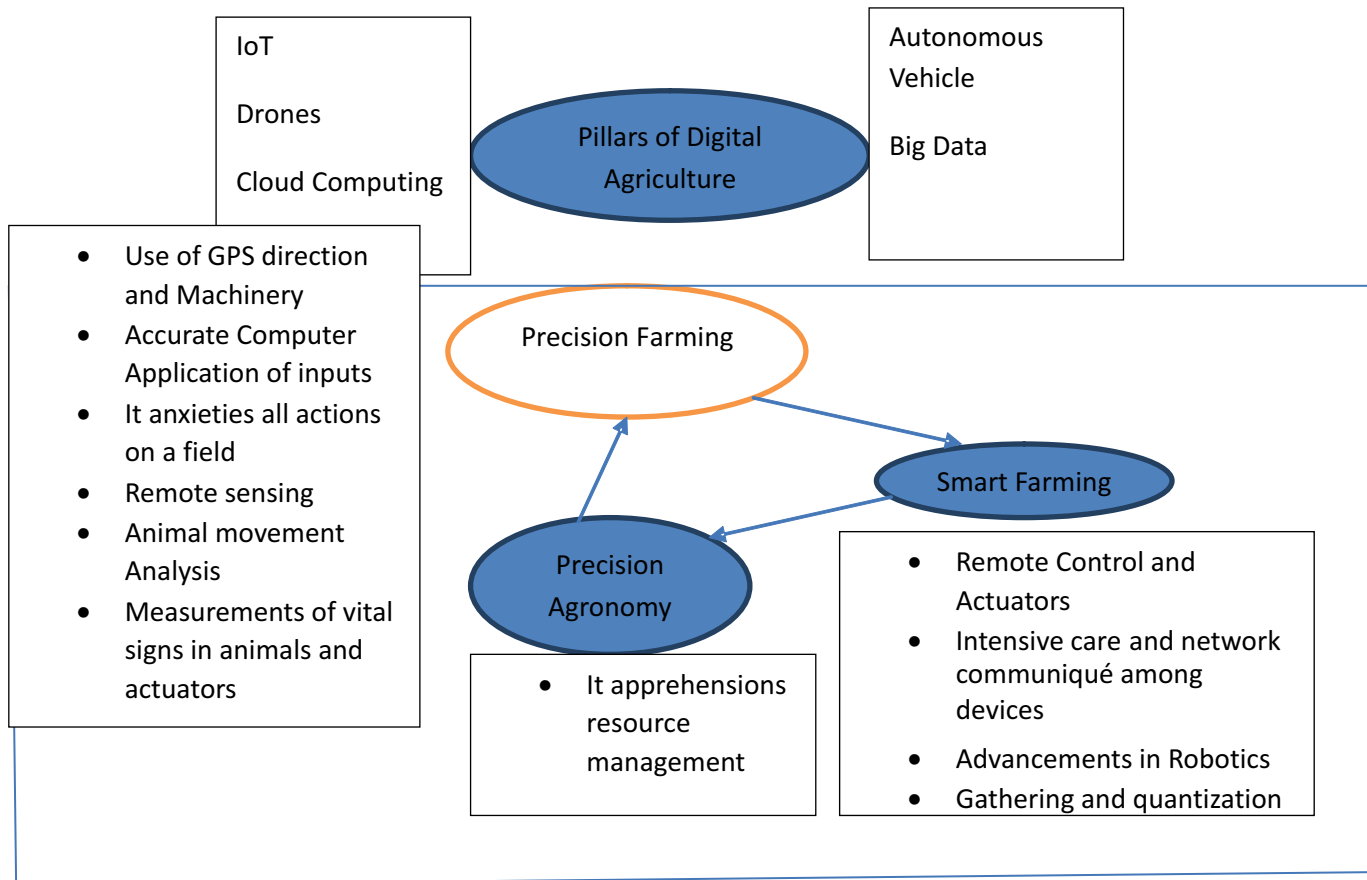 IoT
Drones
Cloud Computing
Pillars of Digital
Agriculture
Autonomous
Vehicle
Big Data
• Use of GPS direction
and Machinery
• Accurate Computer
Application of inputs
• It anxieties all actions
on a field
• Remote sensing
• Animal movement
Analysis
• Measurements of vital
signs in animals and
actuators
Precision Farming
Smart Farming
Precision
Agronomy
• It apprehensions
resource
management
• Remote Control and
Actuators
• Intensive care and network
communiqué among
devices
• Advancements in Robotics
• Gathering and quantization